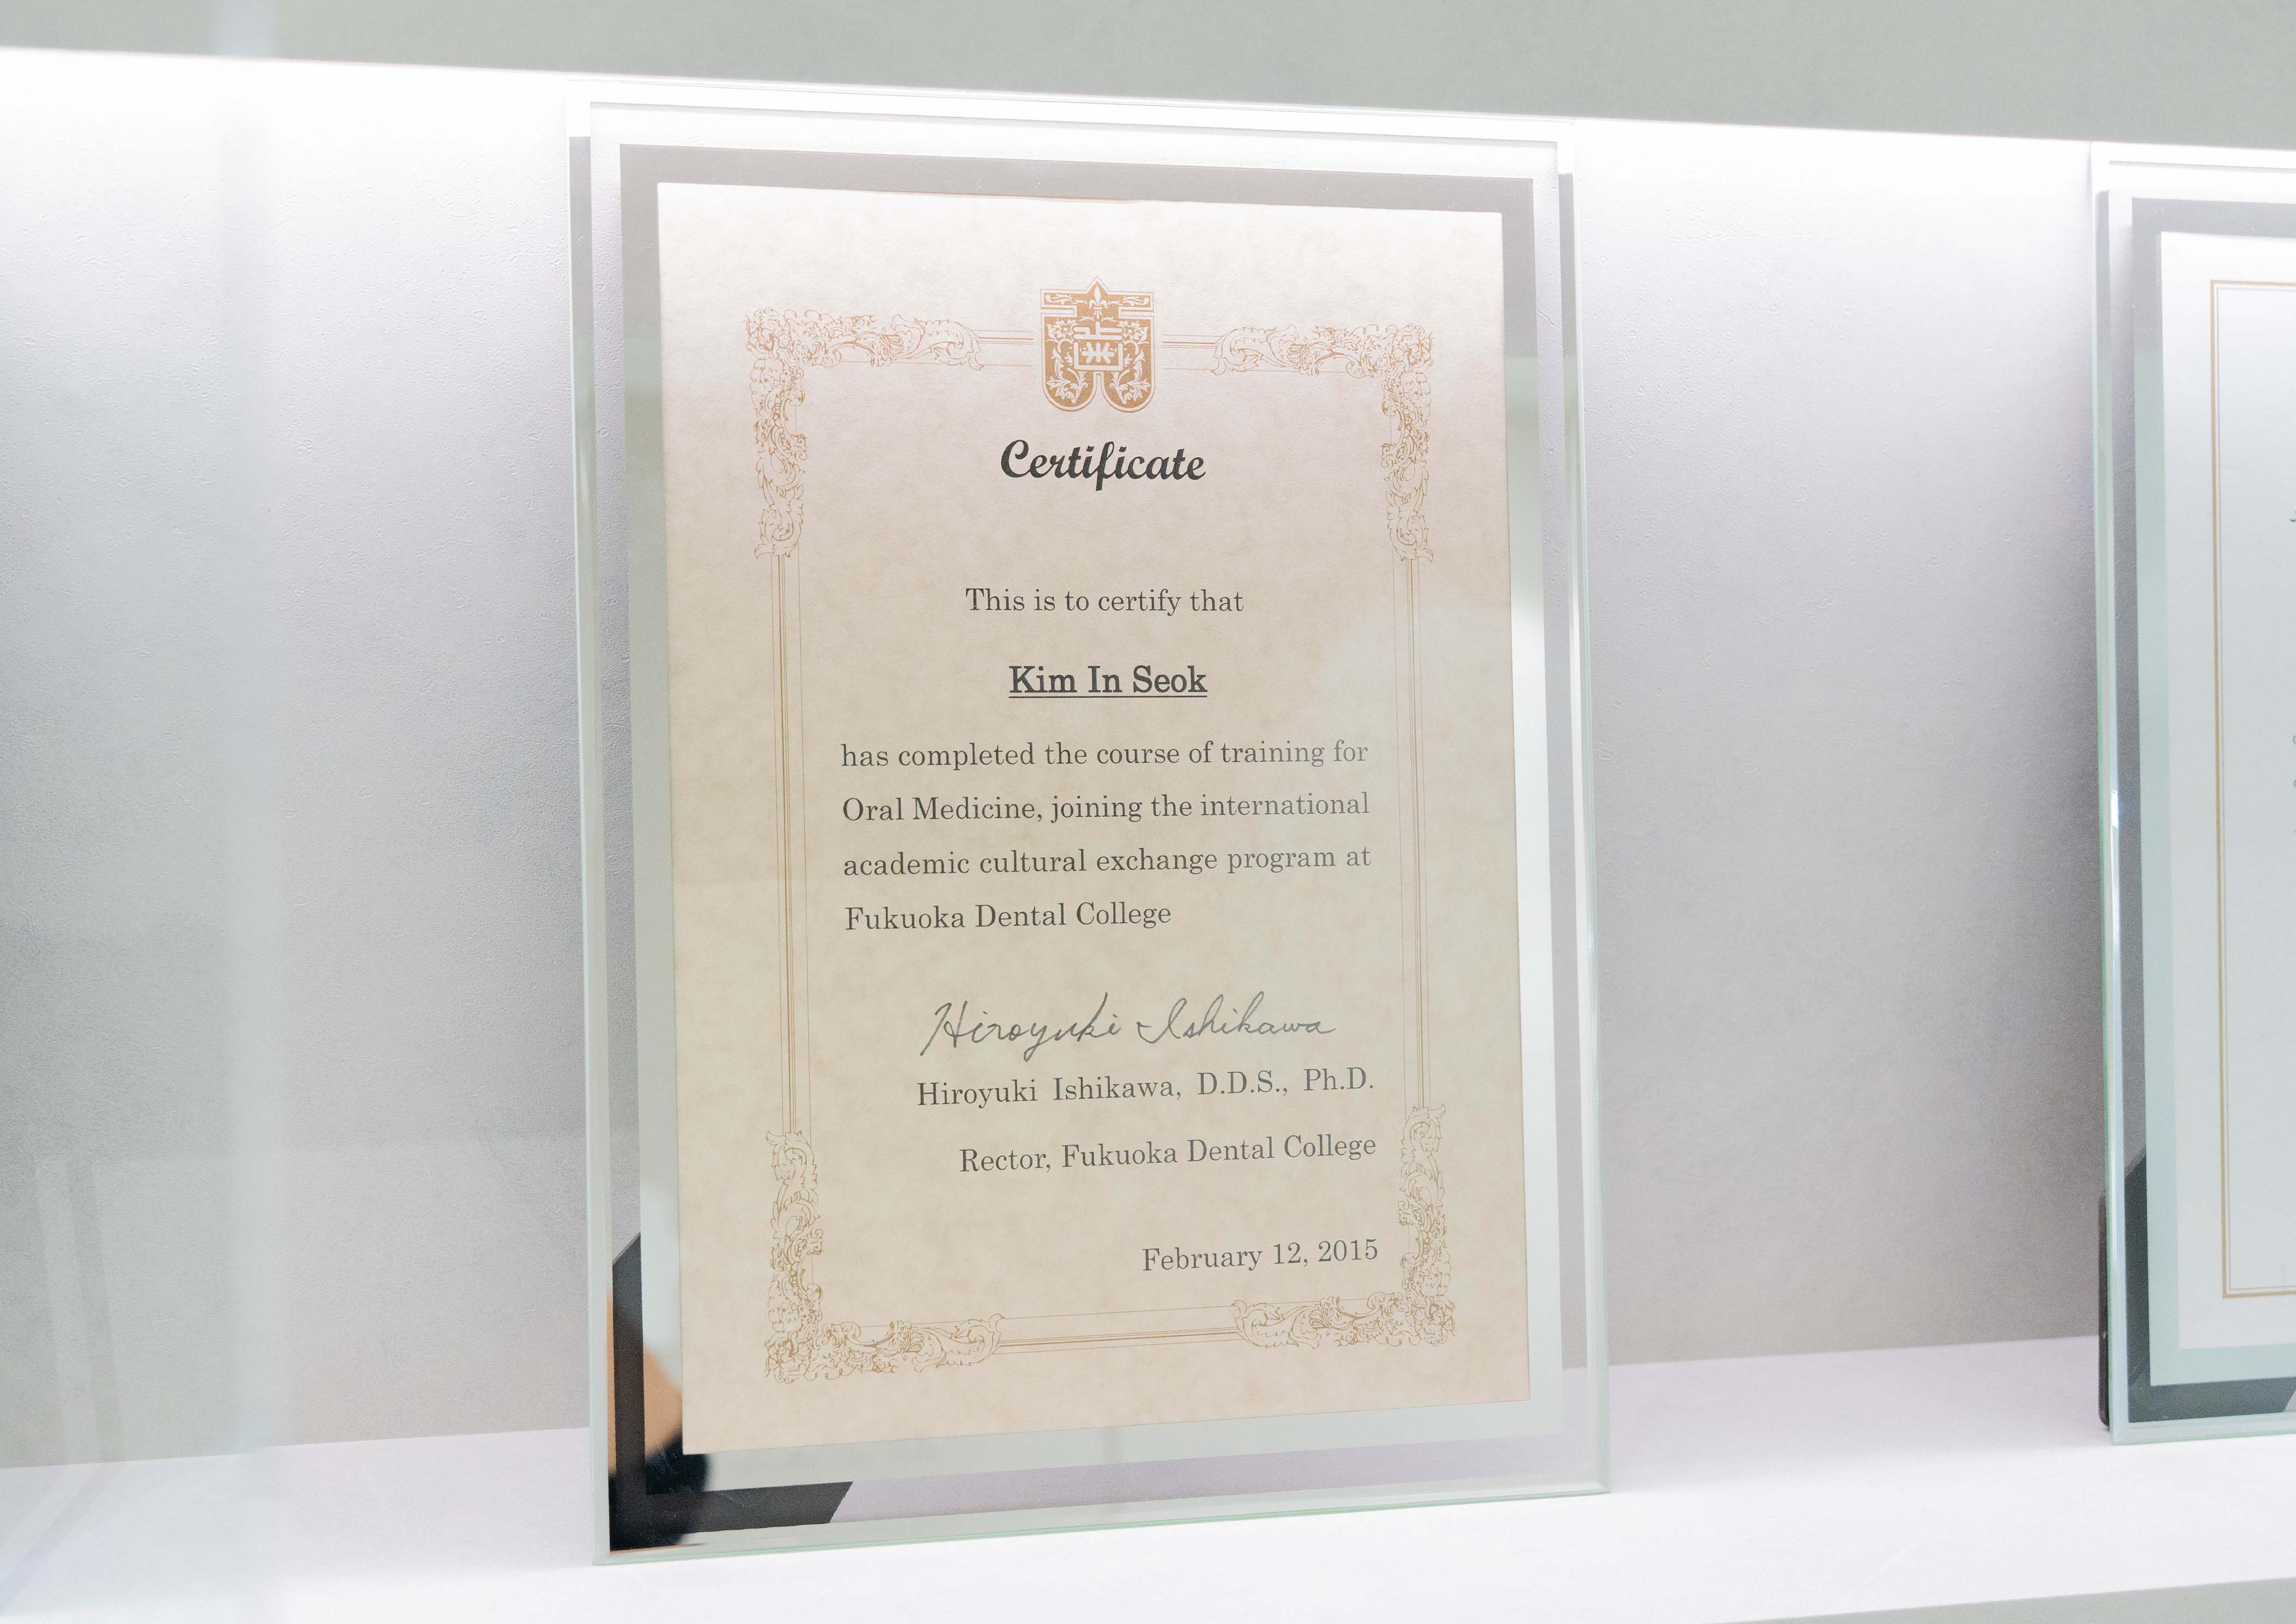 Certificate
This is to certify that
Kim In Seok
has completed the course of training for
Oral Medicine, joining the international
academic cultural exchange program at
Fukuoka Dental College
Hiroyuki Ishikawa
Hiroyuki Ishikawa, D.D.S., Ph.D.
Rector, Fukuoka Dental College
February 12, 2015